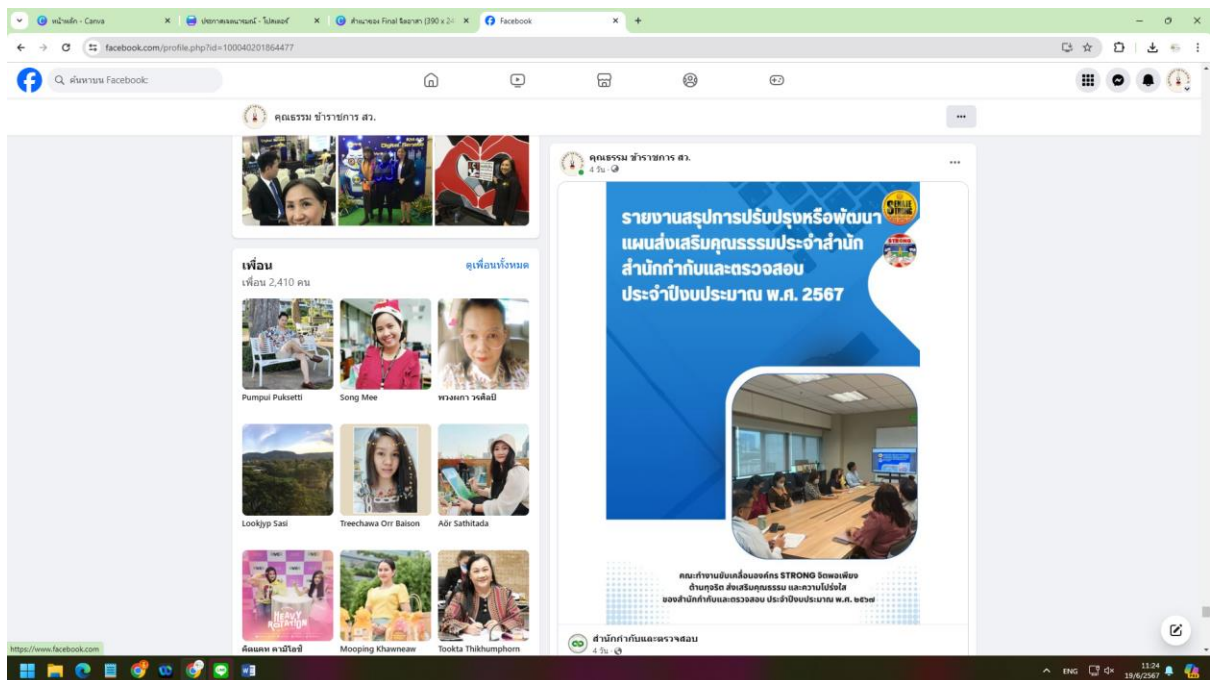 หน้าหลัก - Canva
ประกาศเจตนารมณ์ - โปสเตอร์
สำเนาของ Final จิตอาสา (390 x 24
Facebook
facebook.com/profile.php?id=100040201864477
ค้นหาบน Facebook
คุณธรรม ข้าราชการ สว.
เพื่อน
ดูเพื่อนทั้งหมด
เพื่อน 2,410 คน
Pumpui Puksetti
Song Mee
พวงผกา วรศิลป์
Lookjyp Sasi
Treechawa Orr Baison
Aör Sathitada
HEAVY
Mooping Khawneaw
Tookta Thikhumphorn
คุณธรรม ข้าราชการ สว.
4 วัน
รายงานสรุปการปรับปรุงหรือพัฒนา
แผนส่งเสริมคุณธรรมประจำสำนัก
สำนักกำกับและตรวจสอบ
ประจำปีงบประมาณ พ.ศ. 2567
STRONG
คณะทำงานขับเคลื่อนองค์กร STRONG จิตพอเพียง
ต้านทุจริต ส่งเสริมคุณธรรม และความโปร่งใส
ของสำนักกำกับและตรวจสอบ ประจำปีงบประมาณ พ.ศ. ๒๕๖๗
สำนักกำกับและตรวจสอบ
4 วัน
https://www.facebook.com
ENG
11:24
19/6/2567